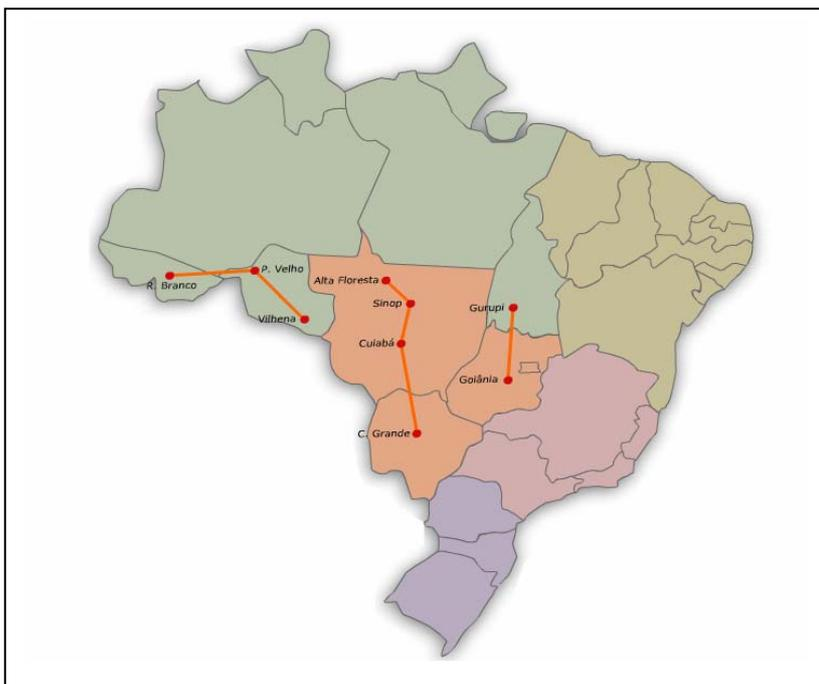 P. Velho
R. Branco
Alta Floresta
Sinop
Gurupi
Vilhena
Cuiabá
Goiânia
C. Grande